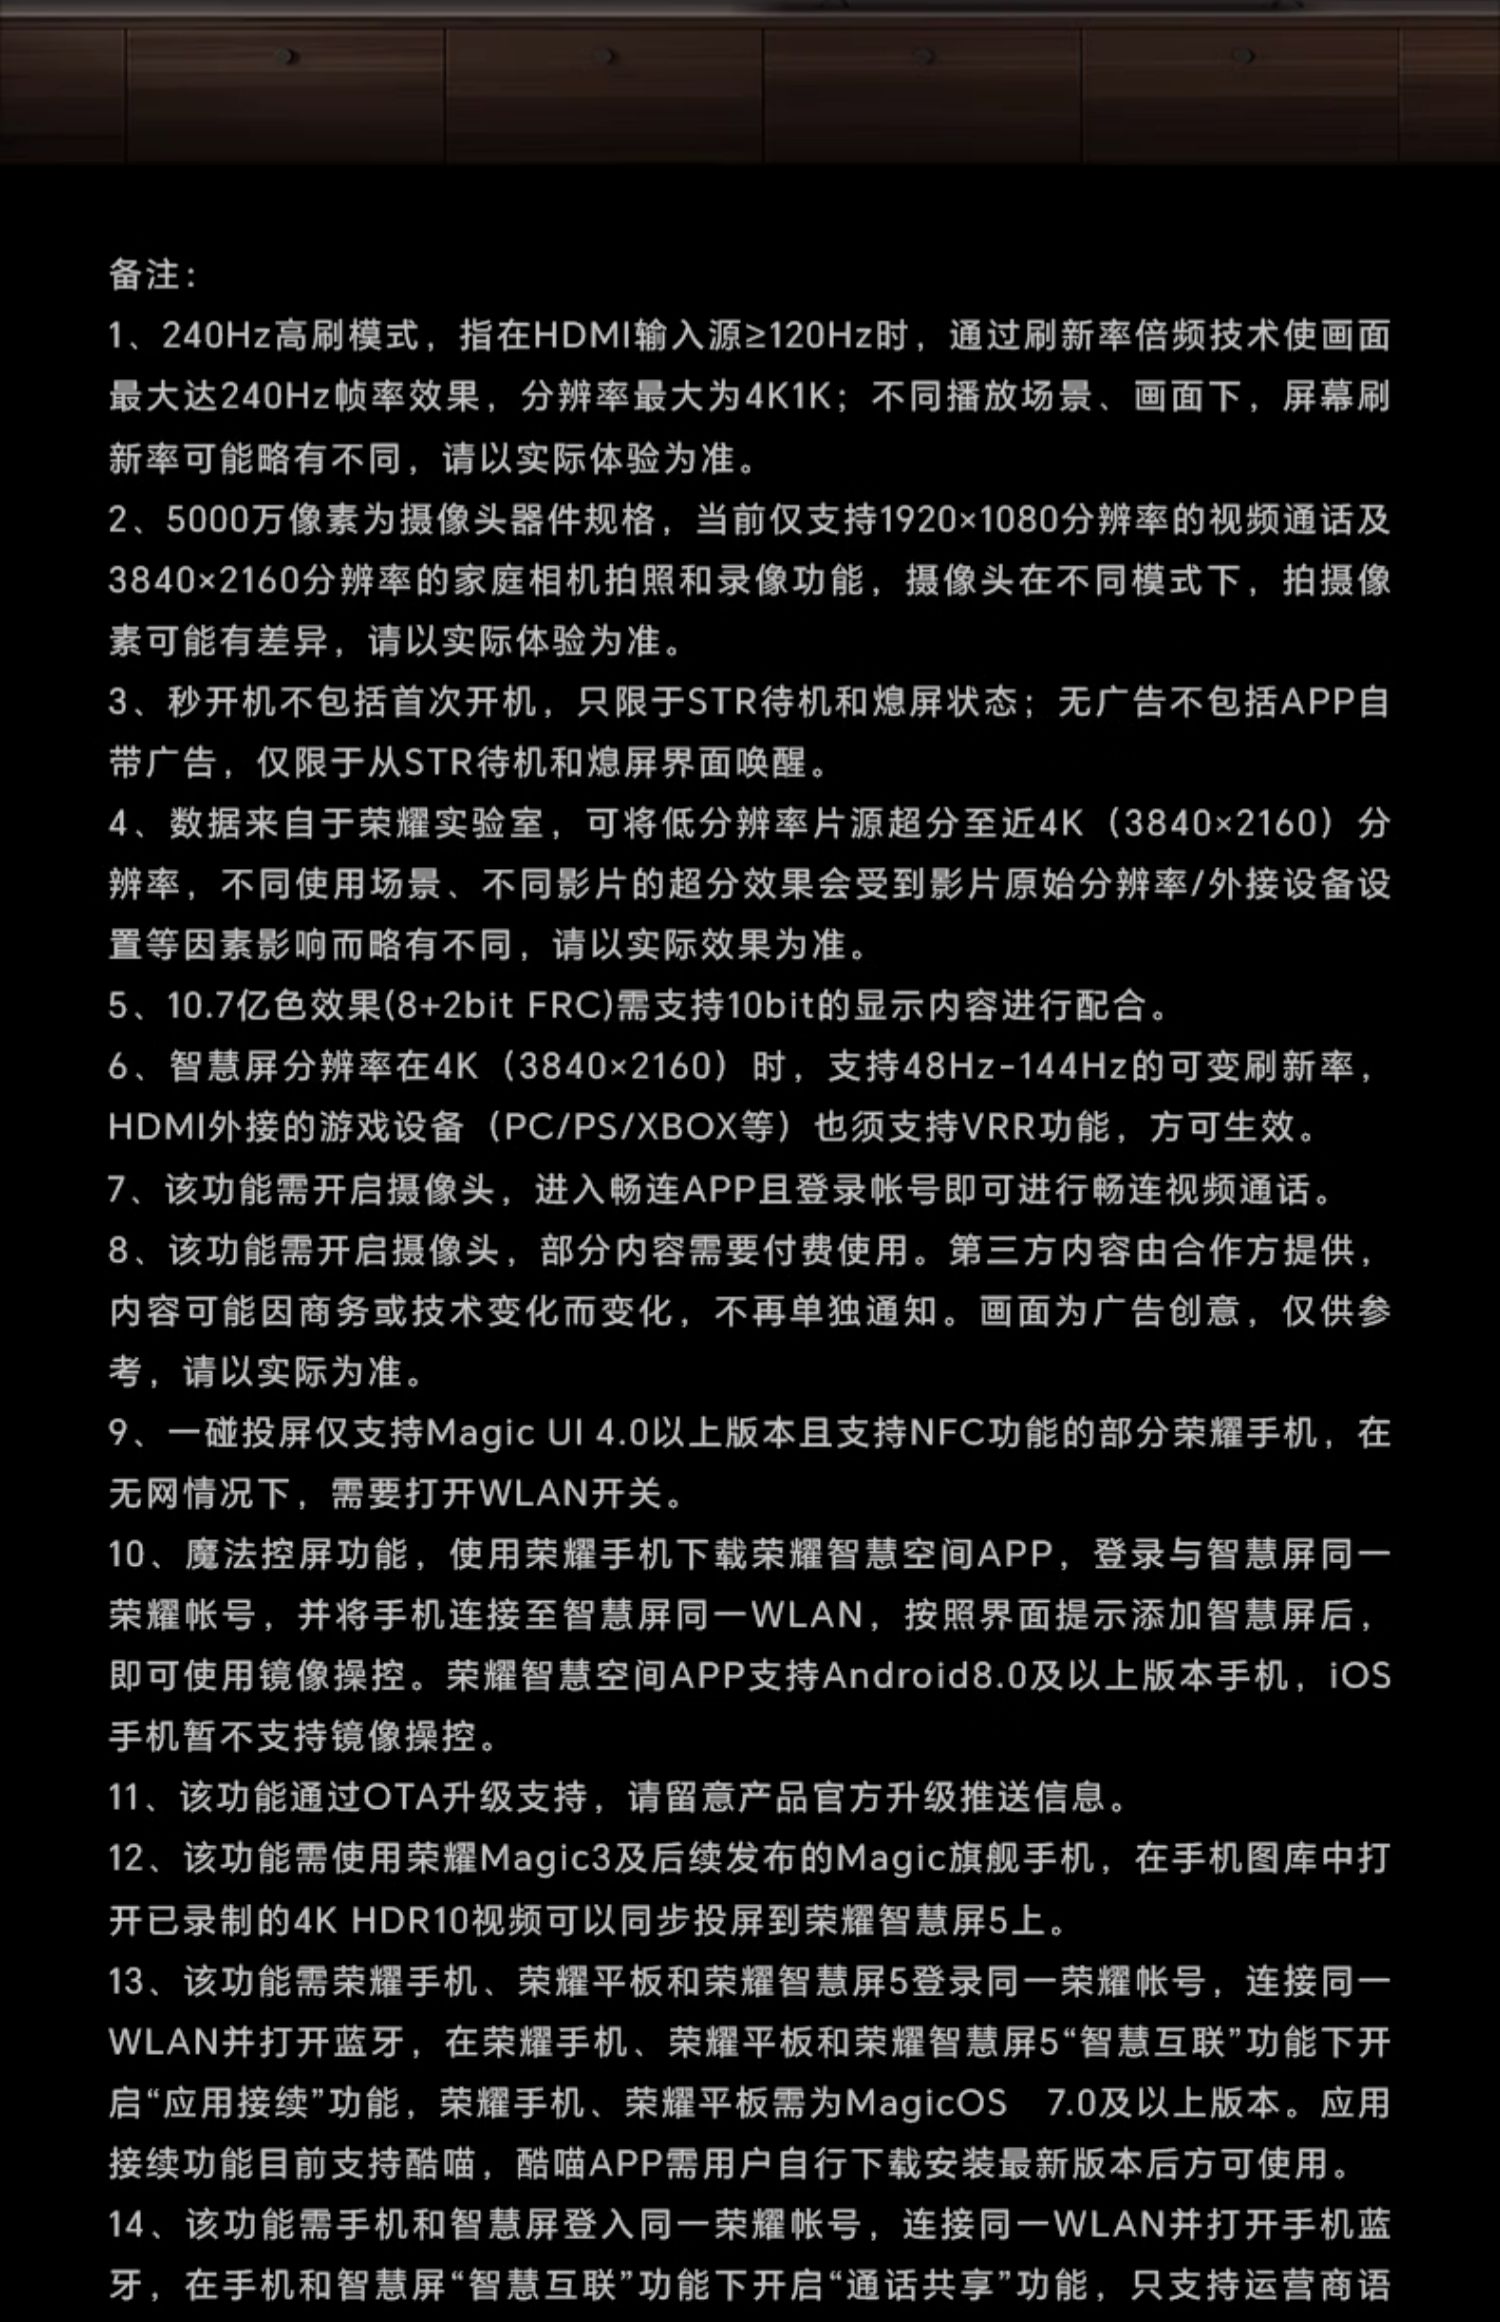 备注：
1、240Hz高刷模式，指在HDMI输入源≥120Hz时，通过刷新率倍频技术使画面
最大达240Hz帧率效果，分辨率最大为4K1K；不同播放场景、画面下，屏幕刷
新率可能略有不同，请以实际体验为准。
2、5000万像素为摄像头器件规格，当前仅支持1920×1080分辨率的视频通话及
3840×2160分辨率的家庭相机拍照和录像功能，摄像头在不同模式下，拍摄像
素可能有差异，请以实际体验为准。
3、秒开机不包括首次开机，只限于STR待机和熄屏状态；无广告不包括APP自
带广告，仅限于从STR待机和熄屏界面唤醒。
4、数据来自于荣耀实验室，可将低分辨率片源超分至近4K（3840×2160）分
辨率，不同使用场景、不同影片的超分效果会受到影片原始分辨率/外接设备设
置等因素影响而略有不同，请以实际效果为准。
5、10.7亿色效果(8+2bit FRC)需支持10bit的显示内容进行配合。
6、智慧屏分辨率在4K（3840×2160）时，支持48Hz-144Hz的可变刷新率，
HDMI外接的游戏设备（PC/PS/XBOX等）也须支持VRR功能，方可生效。
7、该功能需开启摄像头，进入畅连APP且登录帐号即可进行畅连视频通话。
8、该功能需开启摄像头，部分内容需要付费使用。第三方内容由合作方提供，
内容可能因商务或技术变化而变化，不再单独通知。画面为广告创意，仅供参
考，请以实际为准。
9、一碰投屏仅支持Magic UI 4.0以上版本且支持NFC功能的部分荣耀手机，在
无网情况下，需要打开WLAN开关。
10、魔法控屏功能，使用荣耀手机下载荣耀智慧空间APP，登录与智慧屏同一
荣耀帐号，并将手机连接至智慧屏同一WLAN，按照界面提示添加智慧屏后，
即可使用镜像操控。荣耀智慧空间APP支持Android8.0及以上版本手机，iOS
手机暂不支持镜像操控。
11、该功能通过OTA升级支持，请留意产品官方升级推送信息。
12、该功能需使用荣耀Magic3及后续发布的Magic旗舰手机，在手机图库中打
开已录制的4K HDR10视频可以同步投屏到荣耀智慧屏5上。
13、该功能需荣耀手机、荣耀平板和荣耀智慧屏5登录同一荣耀帐号，连接同一
WLAN并打开蓝牙，在荣耀手机、荣耀平板和荣耀智慧屏5“智慧互联”功能下开
启“应用接续”功能，荣耀手机、荣耀平板需为MagicOS 7.0及以上版本。应用
接续功能目前支持酷喵，酷喵APP需用户自行下载安装最新版本后方可使用。
14、该功能需手机和智慧屏登入同一荣耀帐号，连接同一WLAN并打开手机蓝
牙，在手机和智慧屏“智慧互联”功能下开启“通话共享”功能，只支持运营商语